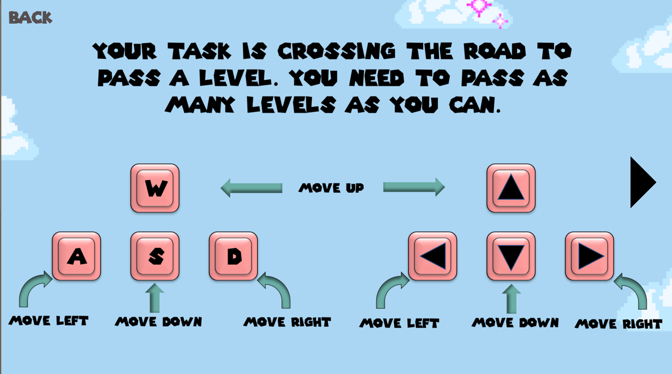 BACK
YOUR TASK IS CROSSING THE ROAD TO
PASS A LEVEL. YOU NEED TO PASS AS
MANY LEVELS AS YOU CAN.
W
MOVE UP
A
S
D
MOVE LEFT
MOVE DOWN
MOVE RIGHT
MOVE LEFT
MOVE DOWN
MOVE RIGHT